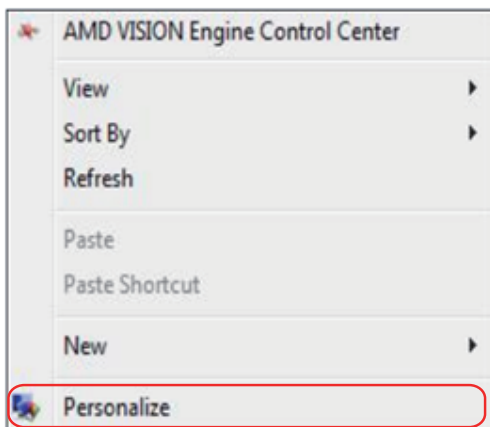 AMD VISION Engine Control Center
View
Sort By
Refresh
Paste
Paste Shortcut
New
Personalize